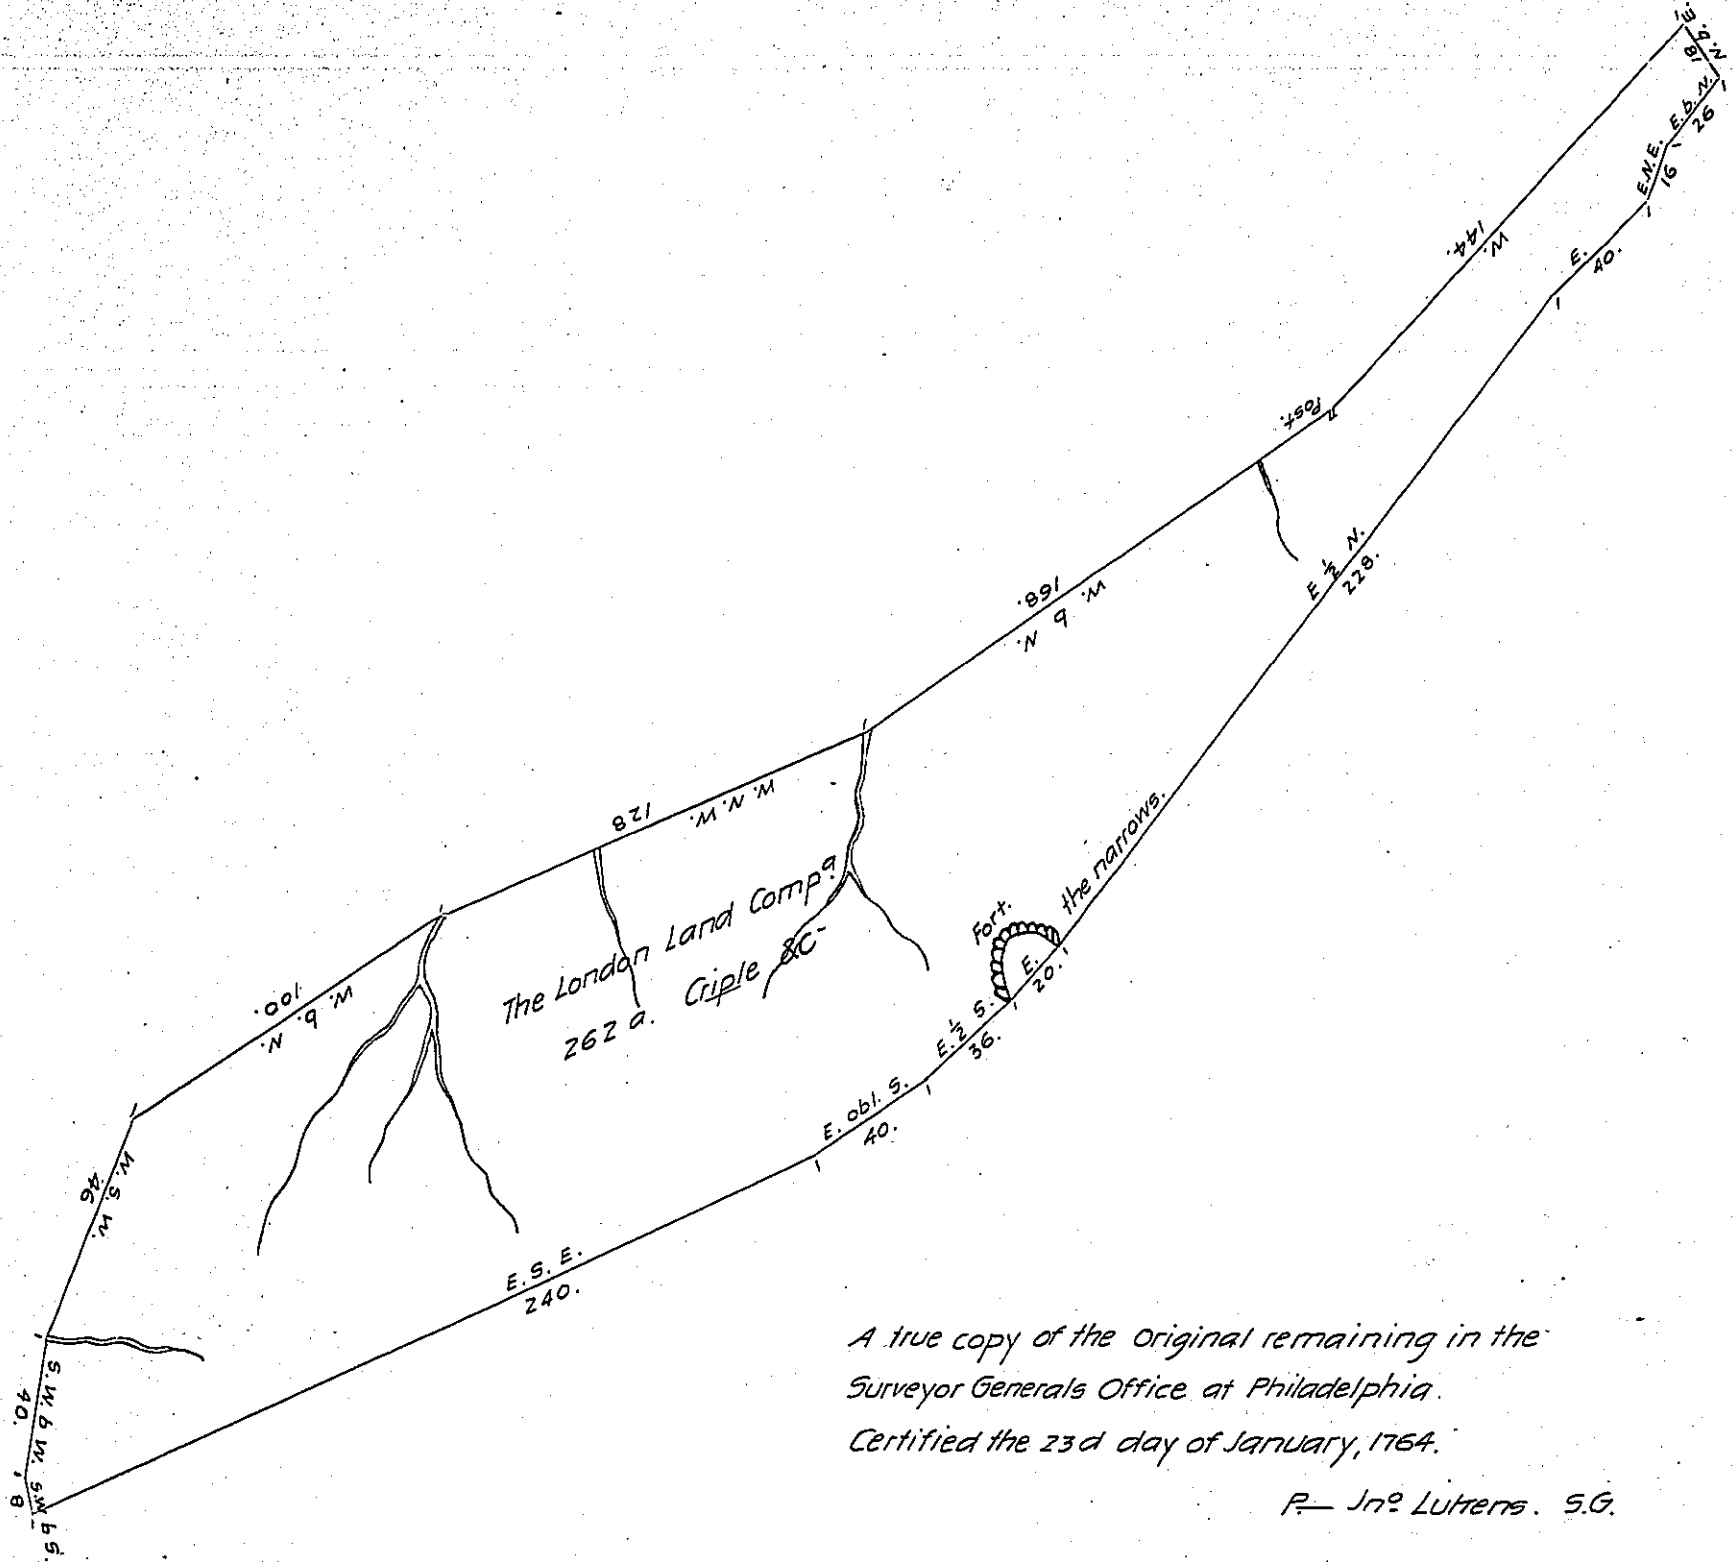 N. b. E.
18
E. b. N.
26
E.N.E.
16
E.
40.
W.
144.
Post.
E ½ N.
228.
168.
W. b N.
the narrows.
128
W. N. W.
The London Land Compª.
262 a. Criple &C-
Fort.
E.
20.
E. ½ S.
36.
E. obl. S.
40.
100.
W. b. N.
W. S. W.
46
E. S. E.
240.
S. W. b W.
40.
S.W b S.
8
A true copy of the Original remaining in the
Surveyor Generals Office at Philadelphia.
Certified the 23d day of January, 1764.
P— Jnº Lukens. S.G.